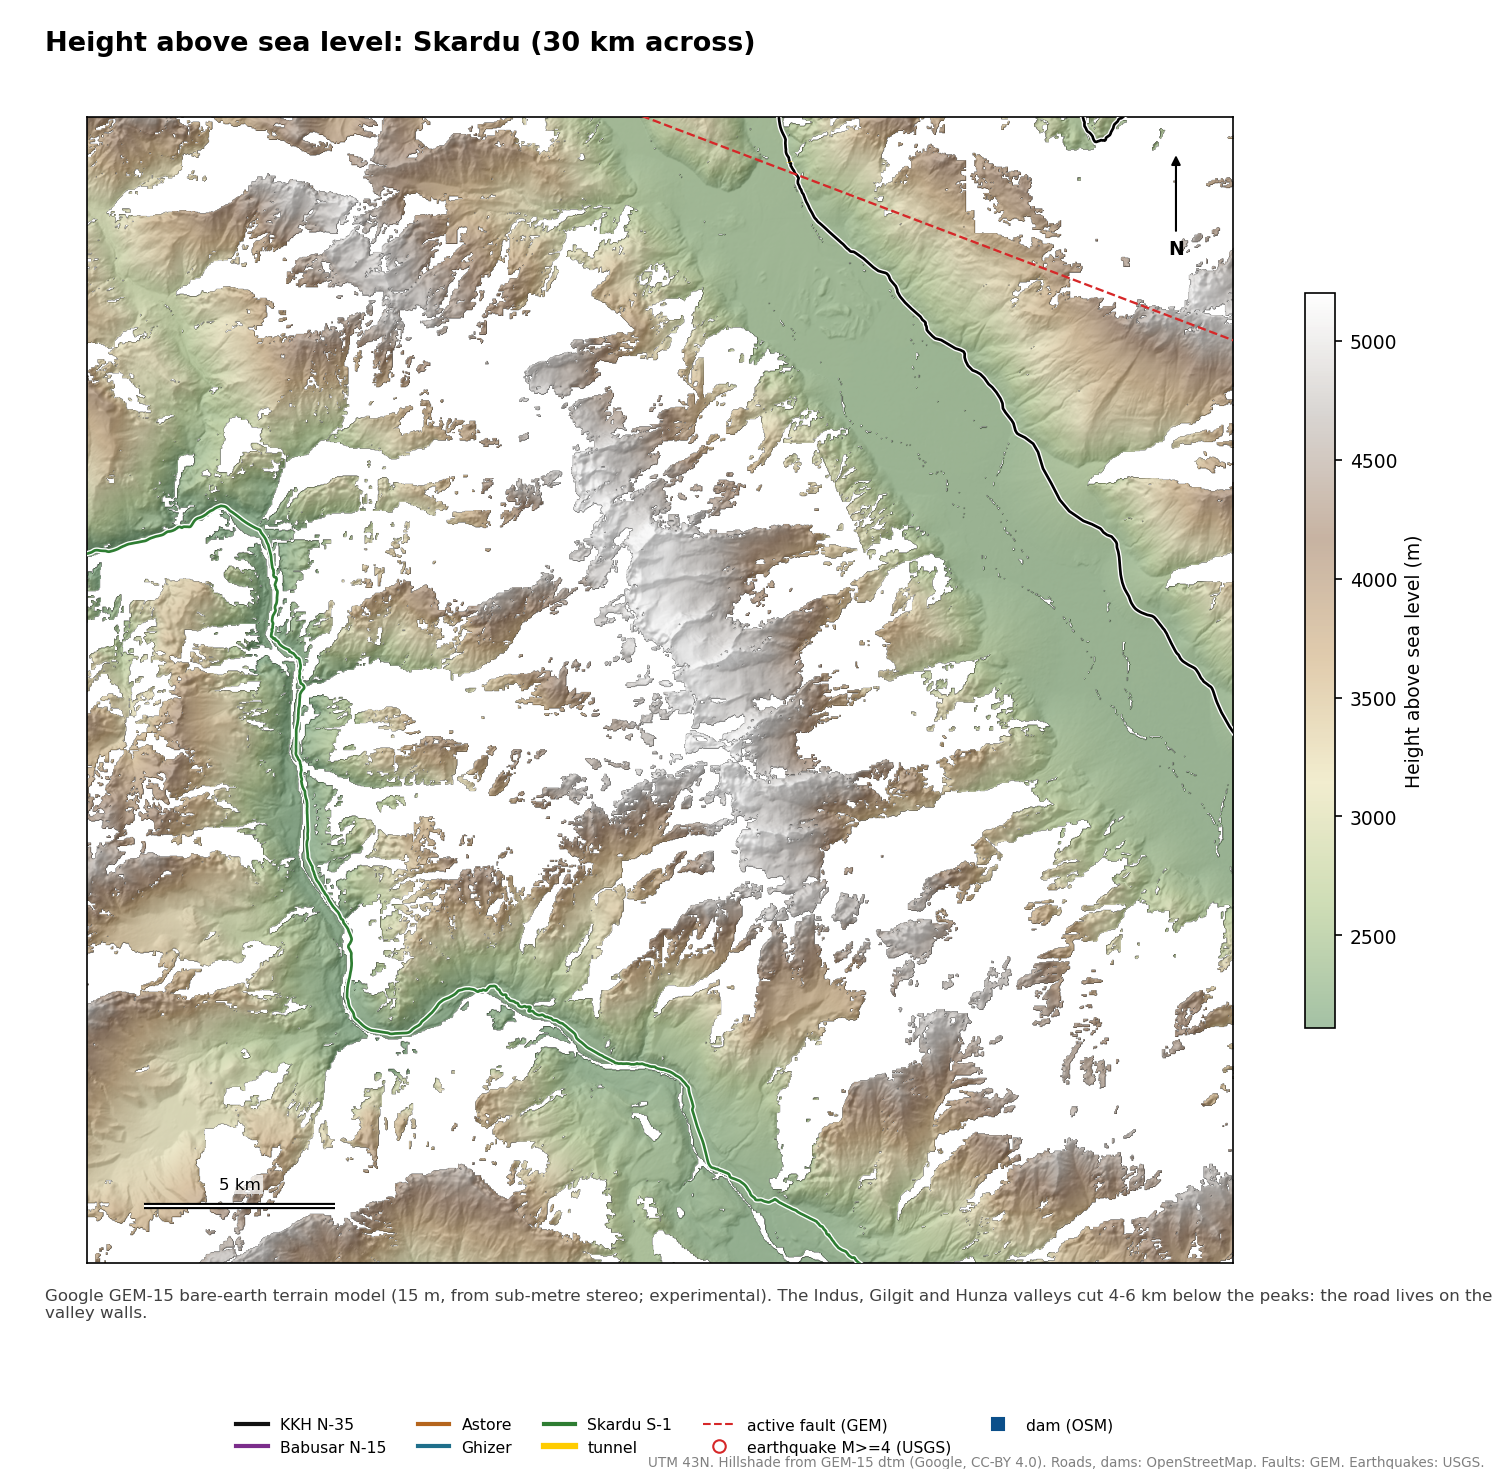 Height above sea level: Skardu (30 km across)
N
5000
4500
4000
3500
3000
2500
Height above sea level (m)
5 km
Google GEM-15 bare-earth terrain model (15 m, from sub-metre stereo; experimental). The Indus, Gilgit and Hunza valleys cut 4-6 km below the peaks: the road lives on the
valley walls.
KKH N-35
Babusar N-15
Astore
Ghizer
Skardu S-1
tunnel
active fault (GEM)
earthquake M>=4 (USGS)
dam (OSM)
UTM 43N. Hillshade from GEM-15 dtm (Google, CC-BY 4.0). Roads, dams: OpenStreetMap. Faults: GEM. Earthquakes: USGS.